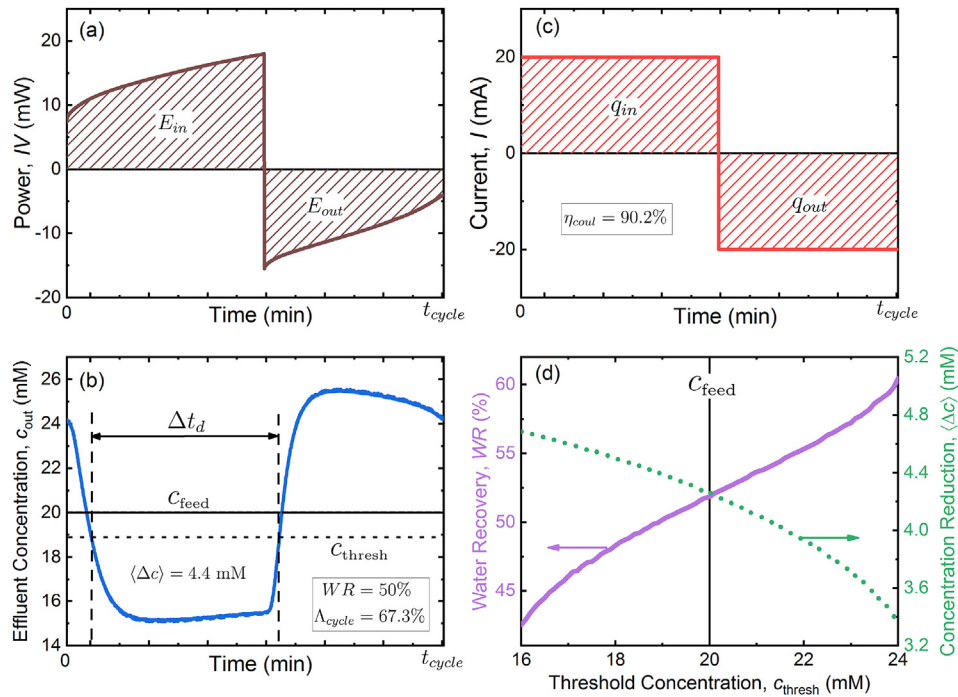 (a)
20
10
0
-10
-20
Power, IV (mW)
E_in
E_out
0
Time (min)
t_cycle
(c)
20
0
-20
Current, I (mA)
q_in
q_out
η_coul = 90.2%
0
Time (min)
t_cycle
(b)
26
24
22
20
18
16
14
Effluent Concentration, c_out (mM)
Δt_d
c_feed
c_thresh
⟨Δc⟩ = 4.4 mM
WR = 50%
Λ_cycle = 67.3%
0
Time (min)
t_cycle
(d)
60
55
50
45
Water Recovery, WR (%)
c_feed
5.2
4.8
4.4
4.0
3.6
3.2
Concentration Reduction, ⟨Δc⟩ (mM)
16 18 20 22 24
Threshold Concentration, c_thresh (mM)